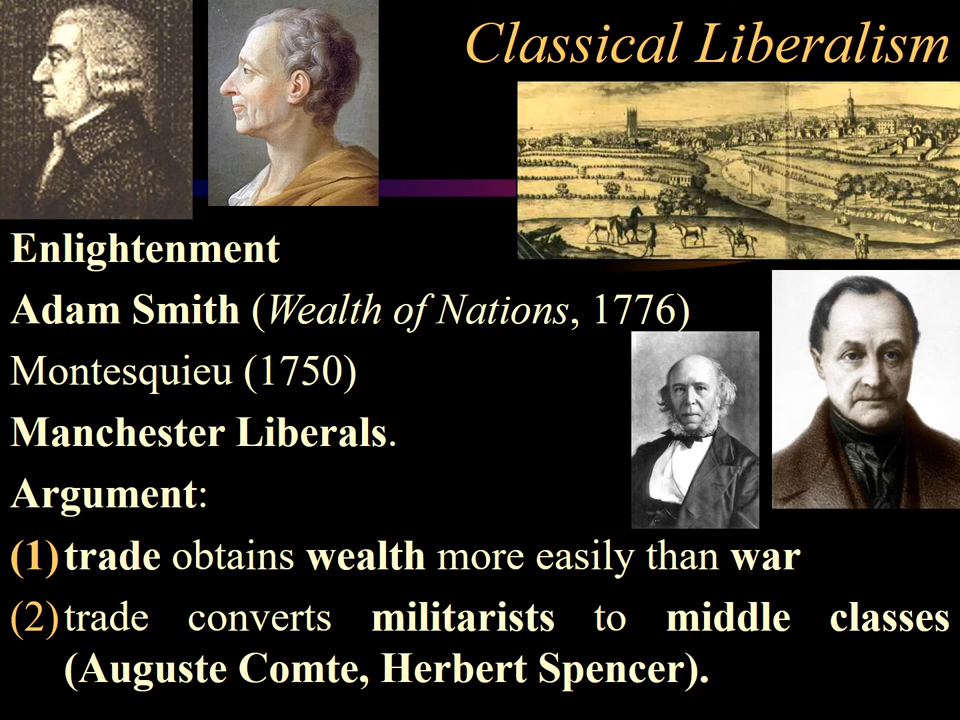 Classical Liberalism
Enlightenment
Adam Smith (Wealth of Nations, 1776)
Montesquieu (1750)
Manchester Liberals.
Argument:
(1) trade obtains wealth more easily than war
(2) trade converts militarists to middle classes
(Auguste Comte, Herbert Spencer).